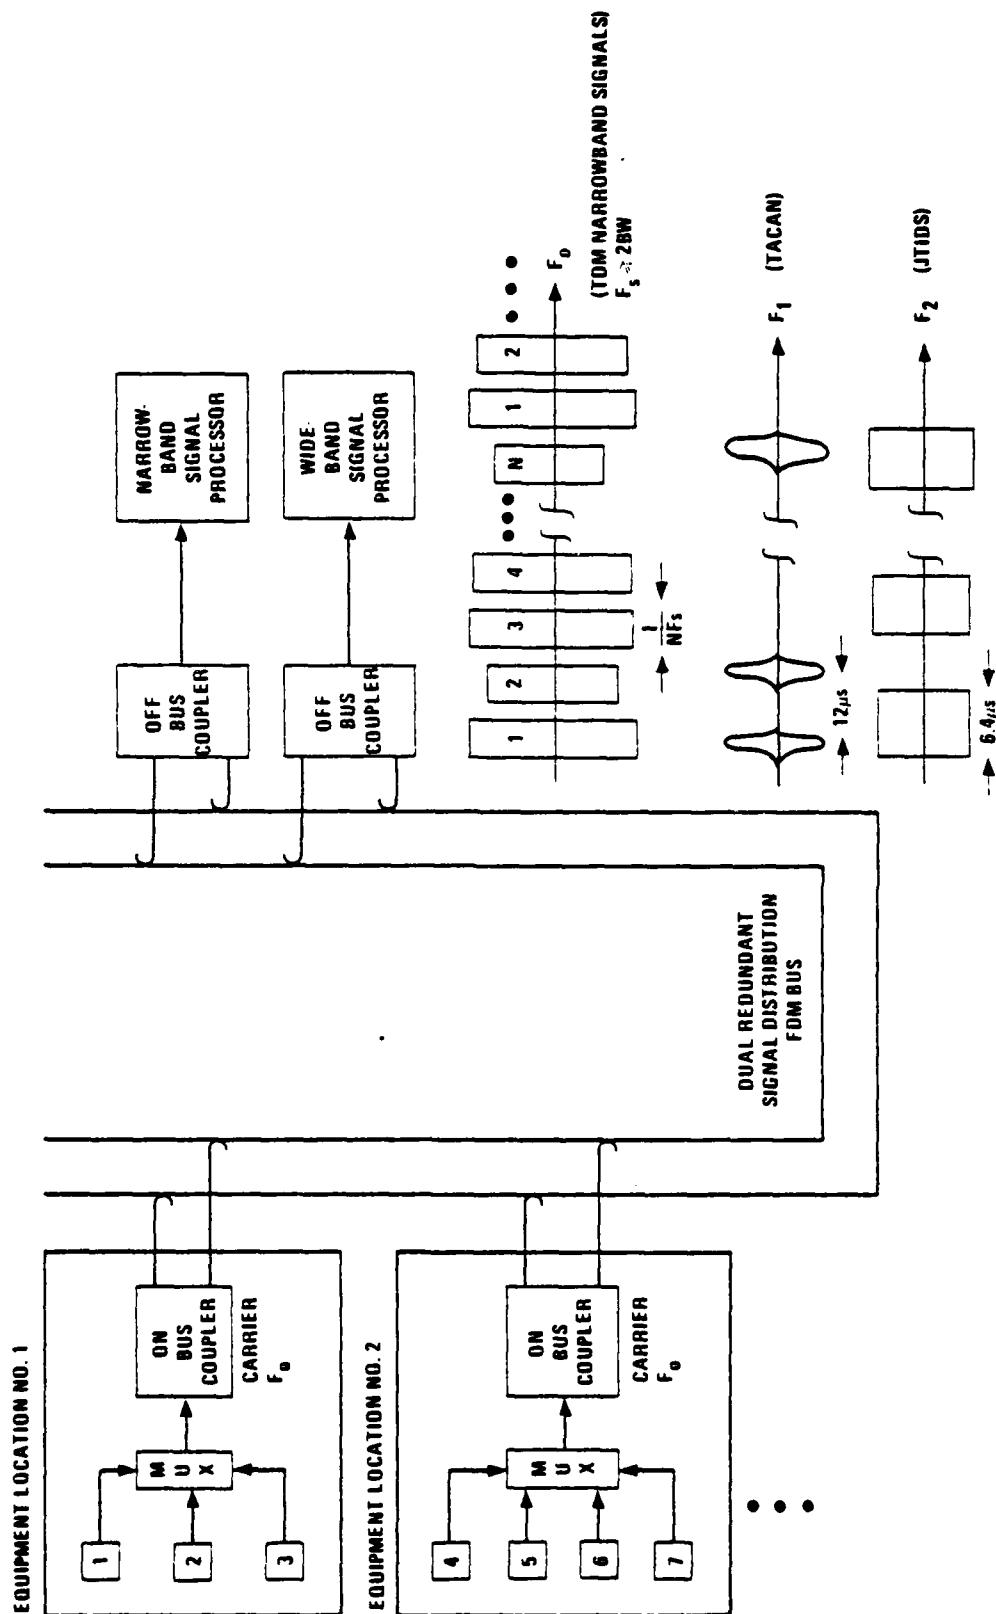 EQUIPMENT LOCATION NO. 1
1
2
3
MUX
ON
BUS
COUPLER
CARRIER
F₀
EQUIPMENT LOCATION NO. 2
4
5
6
7
MUX
ON
BUS
COUPLER
CARRIER
F₀
DUAL REDUNDANT
SIGNAL DISTRIBUTION
FDM BUS
OFF
BUS
COUPLER
NARROW-
BAND
SIGNAL
PROCESSOR
OFF
BUS
COUPLER
WIDE-
BAND
SIGNAL
PROCESSOR
1 2 3 4 N 1 2
F₀
(TDM NARROWBAND SIGNALS)
2BW
1
NFs
F₁ (TACAN)
12μs
F₂ (JTIDS)
6.4μs